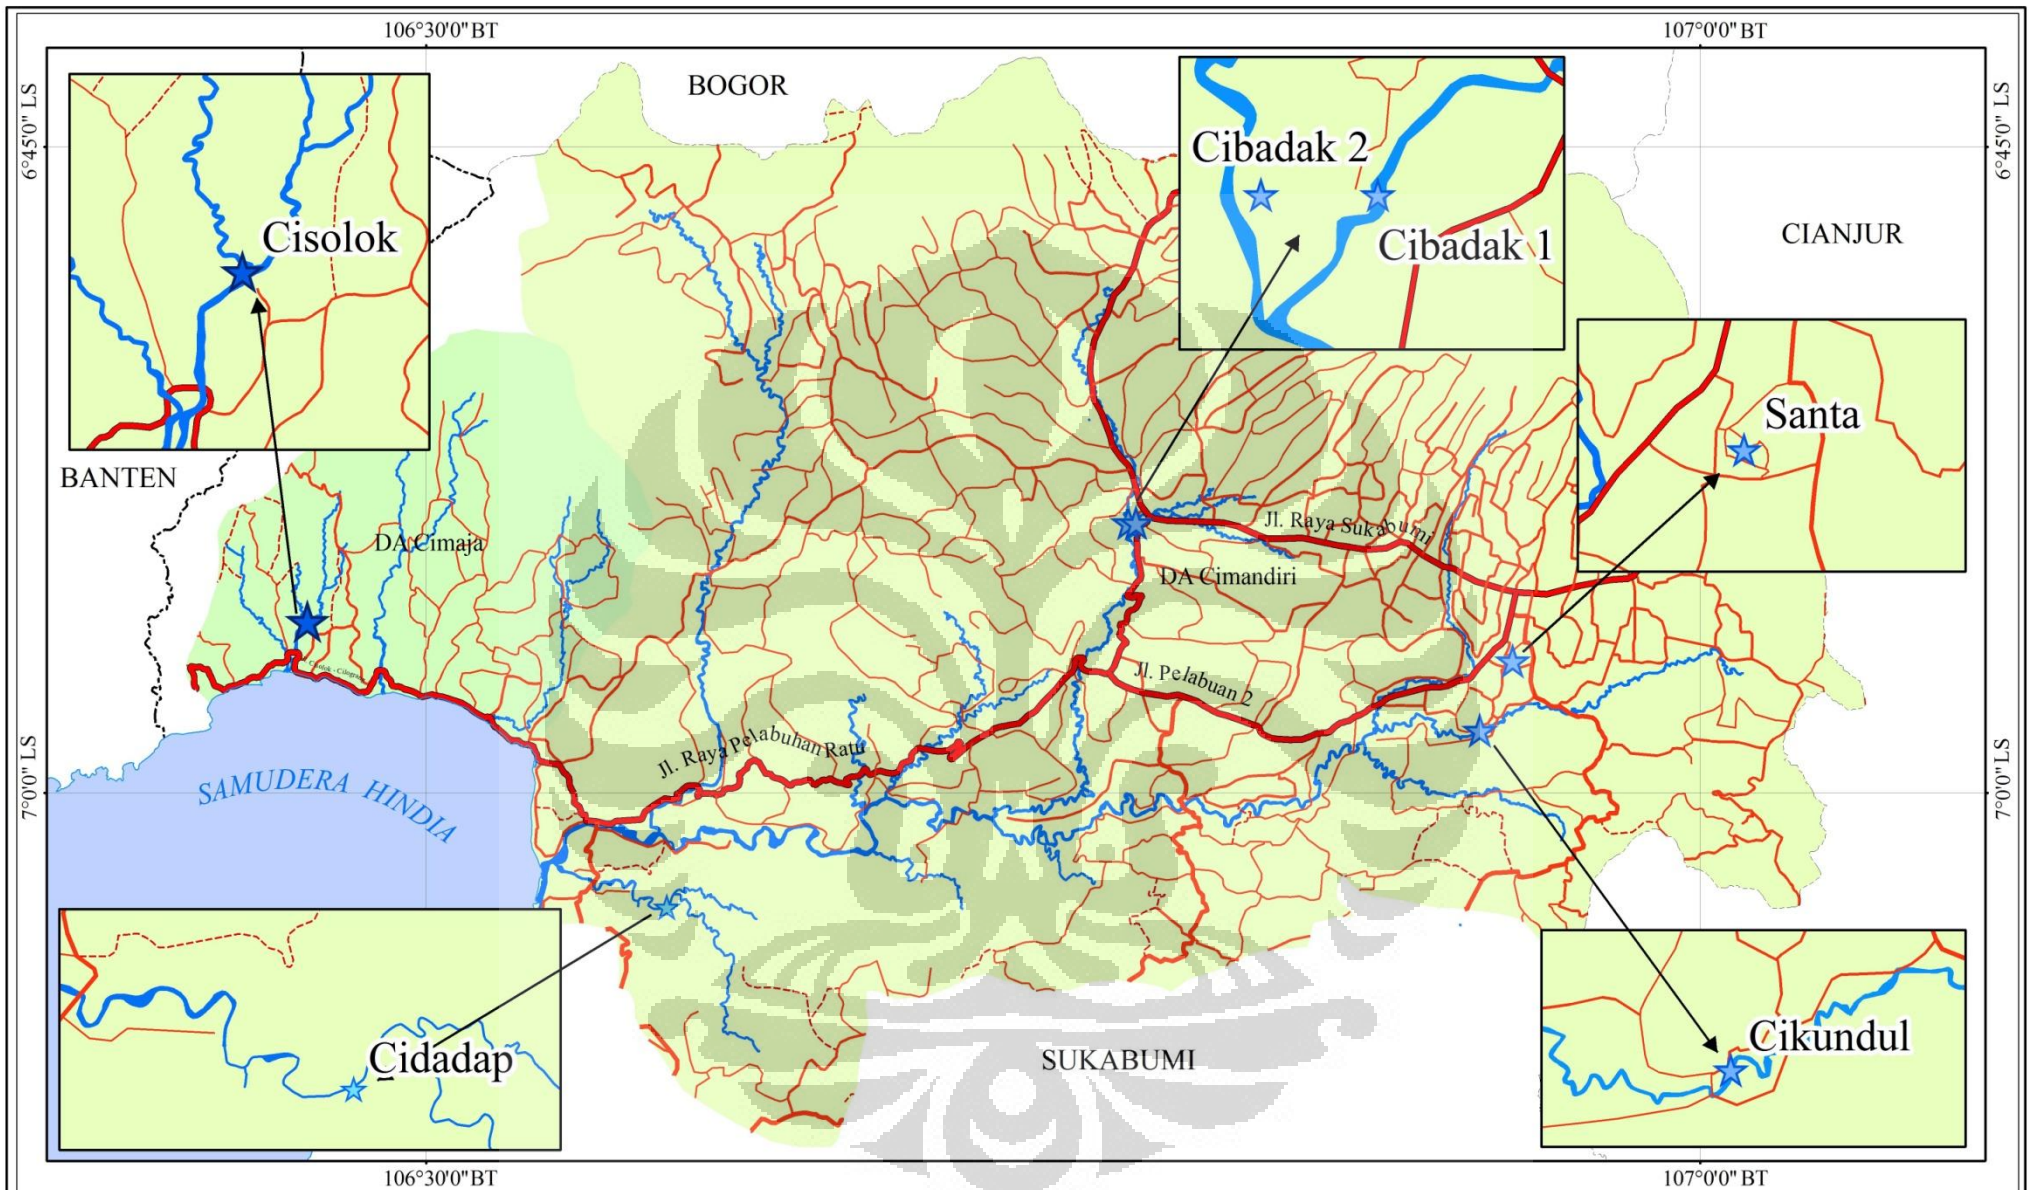 106°30'0"BT
107°0'0"BT
6°45'0" LS
6°45'0" LS
BOGOR
Cibadak 2
Cibadak 1
CIANJUR
Cisolok
Santa
BANTEN
DA Cimaja
Jl. Raya Sukabumi
DA Cimandiri
Jl. Pelabuan 2
Jl. Raya Pelabuhan Ratu
SAMUDERA HINDIA
7°0'0" LS
7°0'0" LS
Cidadap
SUKABUMI
Cikundul
106°30'0"BT
107°0'0"BT